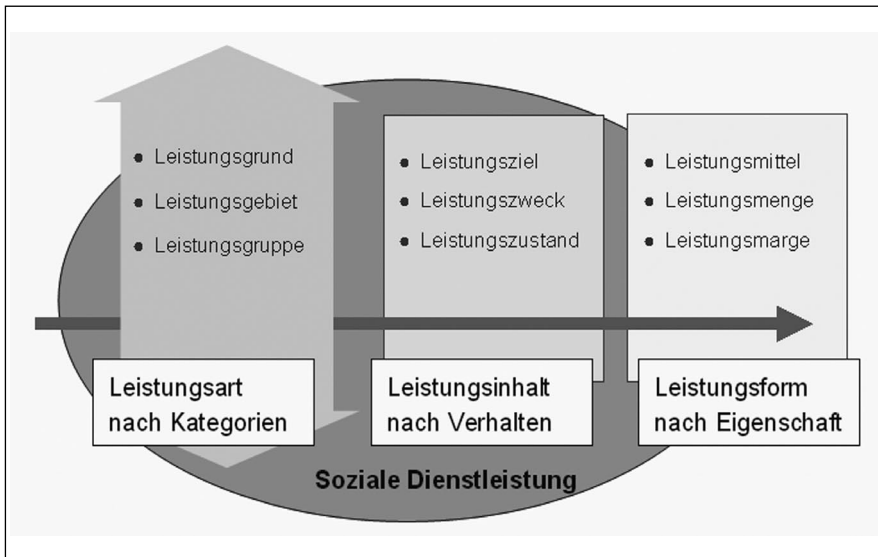 • Leistungsgrund
• Leistungsgebiet
• Leistungsgruppe
• Leistungsziel
• Leistungszweck
• Leistungszustand
• Leistungsmittel
• Leistungsmenge
• Leistungsmarge
Leistungsart
nach Kategorien
Leistungsinhalt
nach Verhalten
Leistungsform
nach Eigenschaft
Soziale Dienstleistung